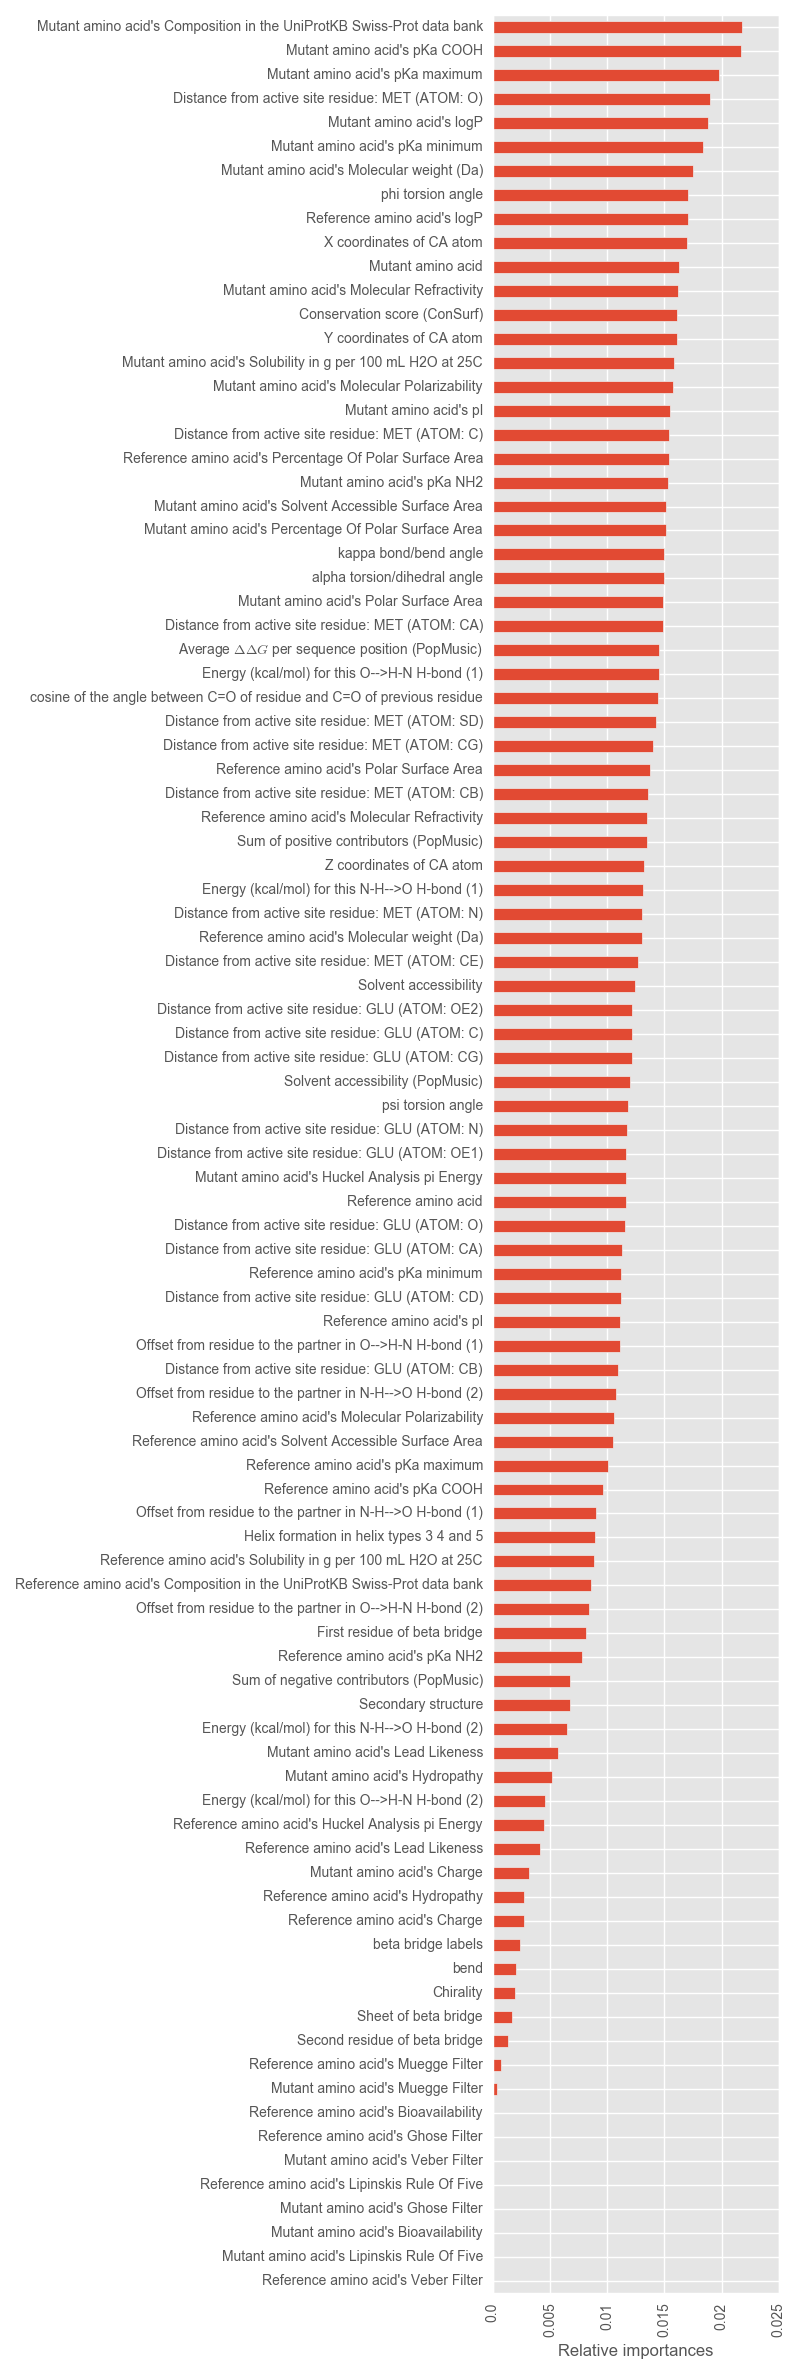 Mutant amino acid's Composition in the UniProtKB Swiss-Prot data bank
Mutant amino acid's pKa COOH
Mutant amino acid's pKa maximum
Distance from active site residue: MET (ATOM: O)
Mutant amino acid's logP
Mutant amino acid's pKa minimum
Mutant amino acid's Molecular weight (Da)
phi torsion angle
Reference amino acid's logP
X coordinates of CA atom
Mutant amino acid
Mutant amino acid's Molecular Refractivity
Conservation score (ConSurf)
Y coordinates of CA atom
Mutant amino acid's Solubility in g per 100 mL H2O at 25C
Mutant amino acid's Molecular Polarizability
Mutant amino acid's pI
Distance from active site residue: MET (ATOM: C)
Reference amino acid's Percentage Of Polar Surface Area
Mutant amino acid's pKa NH2
Mutant amino acid's Solvent Accessible Surface Area
Mutant amino acid's Percentage Of Polar Surface Area
kappa bond/bend angle
alpha torsion/dihedral angle
Mutant amino acid's Polar Surface Area
Distance from active site residue: MET (ATOM: CA)
Average ΔΔG per sequence position (PopMusic)
Energy (kcal/mol) for this O-->H-N H-bond (1)
cosine of the angle between C=O of residue and C=O of previous residue
Distance from active site residue: MET (ATOM: SD)
Distance from active site residue: MET (ATOM: CG)
Reference amino acid's Polar Surface Area
Distance from active site residue: MET (ATOM: CB)
Reference amino acid's Molecular Refractivity
Sum of positive contributors (PopMusic)
Z coordinates of CA atom
Energy (kcal/mol) for this N-H-->O H-bond (1)
Distance from active site residue: MET (ATOM: N)
Reference amino acid's Molecular weight (Da)
Distance from active site residue: MET (ATOM: CE)
Solvent accessibility
Distance from active site residue: GLU (ATOM: OE2)
Distance from active site residue: GLU (ATOM: C)
Distance from active site residue: GLU (ATOM: CG)
Solvent accessibility (PopMusic)
psi torsion angle
Distance from active site residue: GLU (ATOM: N)
Distance from active site residue: GLU (ATOM: OE1)
Mutant amino acid's Huckel Analysis pi Energy
Reference amino acid
Distance from active site residue: GLU (ATOM: O)
Distance from active site residue: GLU (ATOM: CA)
Reference amino acid's pKa minimum
Distance from active site residue: GLU (ATOM: CD)
Reference amino acid's pI
Offset from residue to the partner in O-->H-N H-bond (1)
Distance from active site residue: GLU (ATOM: CB)
Offset from residue to the partner in N-H-->O H-bond (2)
Reference amino acid's Molecular Polarizability
Reference amino acid's Solvent Accessible Surface Area
Reference amino acid's pKa maximum
Reference amino acid's pKa COOH
Offset from residue to the partner in N-H-->O H-bond (1)
Helix formation in helix types 3 4 and 5
Reference amino acid's Solubility in g per 100 mL H2O at 25C
Reference amino acid's Composition in the UniProtKB Swiss-Prot data bank
Offset from residue to the partner in O-->H-N H-bond (2)
First residue of beta bridge
Reference amino acid's pKa NH2
Sum of negative contributors (PopMusic)
Secondary structure
Energy (kcal/mol) for this N-H-->O H-bond (2)
Mutant amino acid's Lead Likeness
Mutant amino acid's Hydropathy
Energy (kcal/mol) for this O-->H-N H-bond (2)
Reference amino acid's Huckel Analysis pi Energy
Reference amino acid's Lead Likeness
Mutant amino acid's Charge
Reference amino acid's Hydropathy
Reference amino acid's Charge
beta bridge labels
bend
Chirality
Sheet of beta bridge
Second residue of beta bridge
Reference amino acid's Muegge Filter
Mutant amino acid's Muegge Filter
Reference amino acid's Bioavailability
Reference amino acid's Ghose Filter
Mutant amino acid's Veber Filter
Reference amino acid's Lipinskis Rule Of Five
Mutant amino acid's Ghose Filter
Mutant amino acid's Bioavailability
Mutant amino acid's Lipinskis Rule Of Five
Reference amino acid's Veber Filter
0.0 0.005 0.01 0.015 0.02 0.025
Relative importances